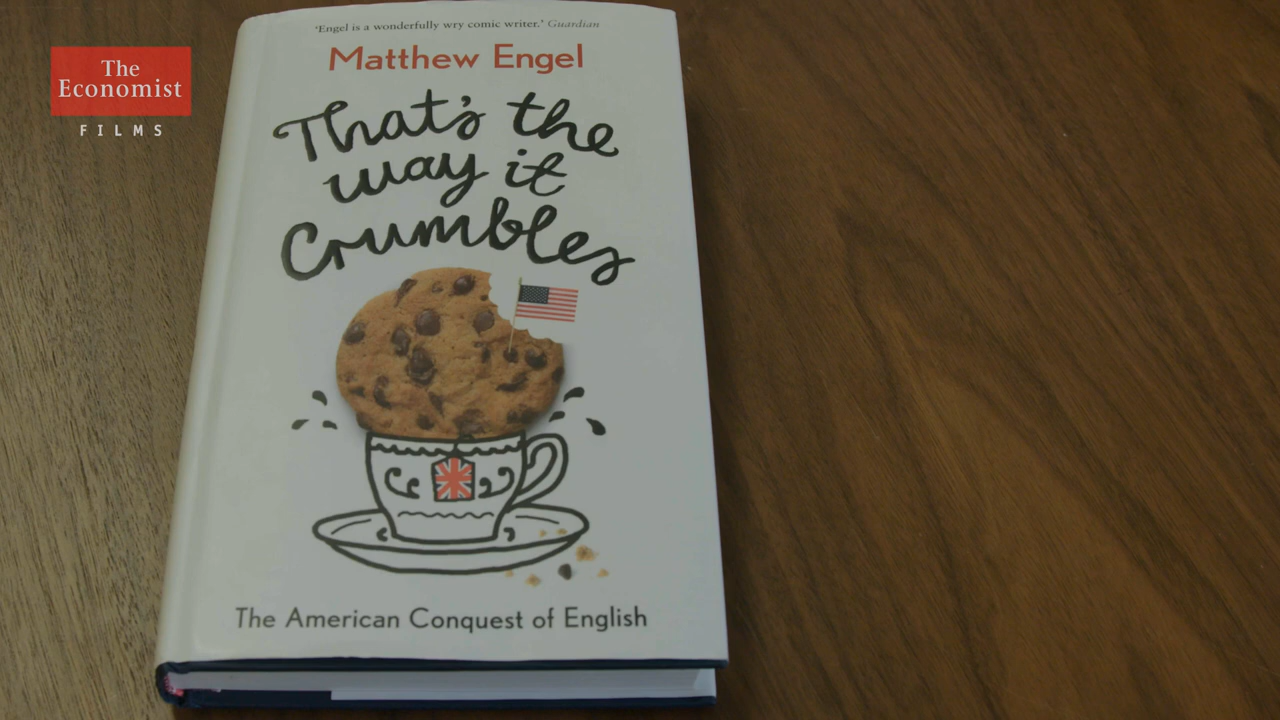 The
Economist
FILMS
'Engel is a wonderfully wry comic writer.' Guardian
Matthew Engel
That's the
way it
Crumbles
The American Conquest of English